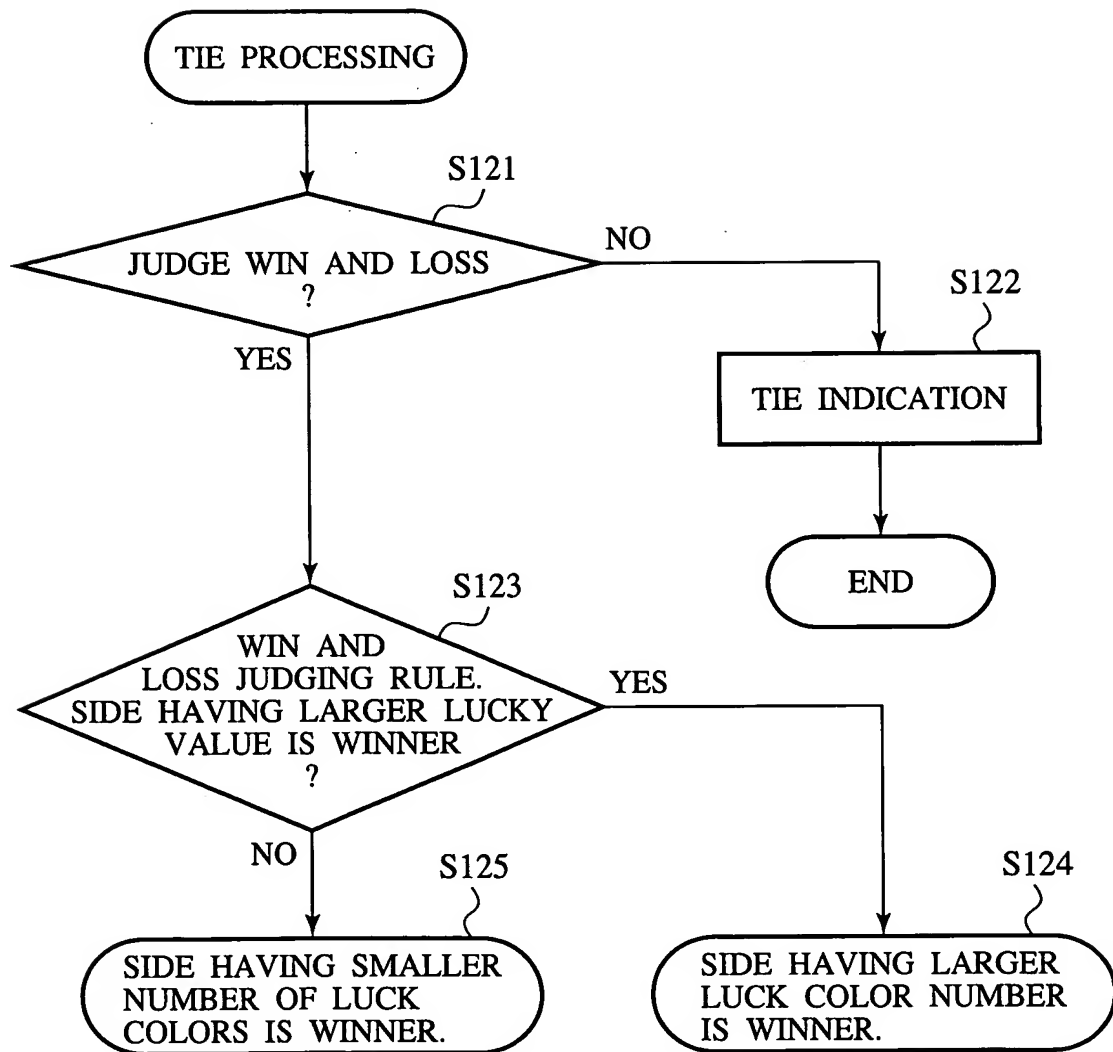 TIE PROCESSING
S121
JUDGE WIN AND LOSS
?
NO
YES
S122
TIE INDICATION
END
S123
WIN AND
LOSS JUDGING RULE.
SIDE HAVING LARGER LUCKY
VALUE IS WINNER
?
YES
NO
S125
SIDE HAVING SMALLER
NUMBER OF LUCK
COLORS IS WINNER.
S124
SIDE HAVING LARGER
LUCK COLOR NUMBER
IS WINNER.